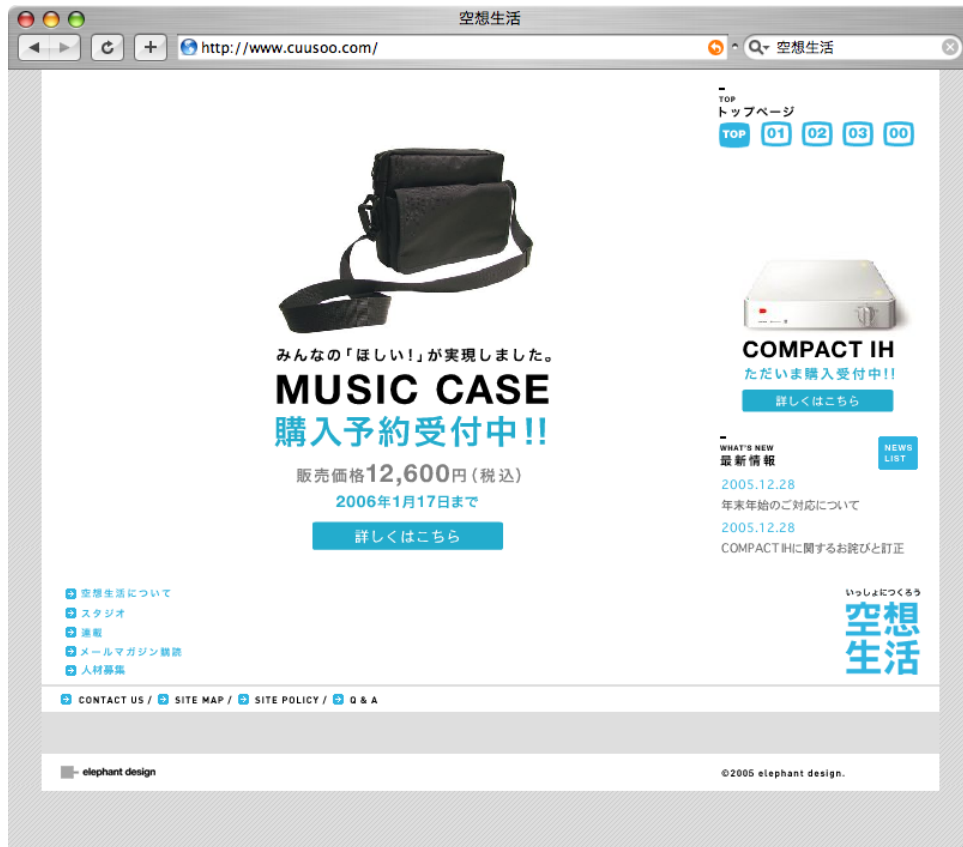 空想生活
http://www.cuusoo.com/
空想生活
TOP
トップページ
TOP 01 02 03 00
みんなの「ほしい!」が実現しました。
MUSIC CASE
購入予約受付中!!
販売価格12,600円(税込)
2006年1月17日まで
詳しくはこちら
COMPACT IH
ただいま購入受付中!!
詳しくはこちら
WHAT'S NEW
最新情報
NEWS
LIST
2005.12.28
年末年始のご対応について
2005.12.28
COMPACT IHに関するお詫びと訂正
空想生活について
スタジオ
連載
メールマガジン購読
人材募集
いっしょにつくろう
空想
生活
CONTACT US / SITE MAP / SITE POLICY / Q & A
elephant design
©2005 elephant design.